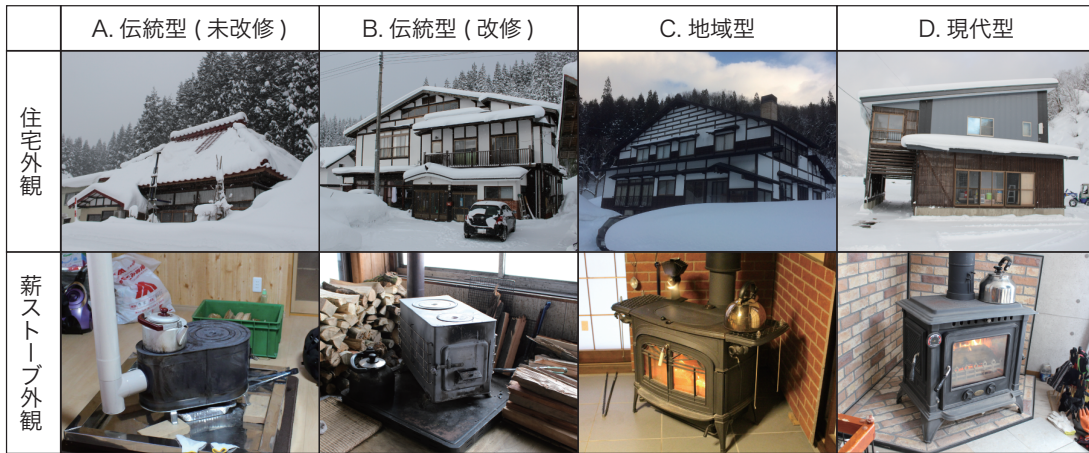 A. 伝統型 ( 未改修 )
B. 伝統型 ( 改修 )
C. 地域型
D. 現代型
住宅外観
薪ストーブ外観